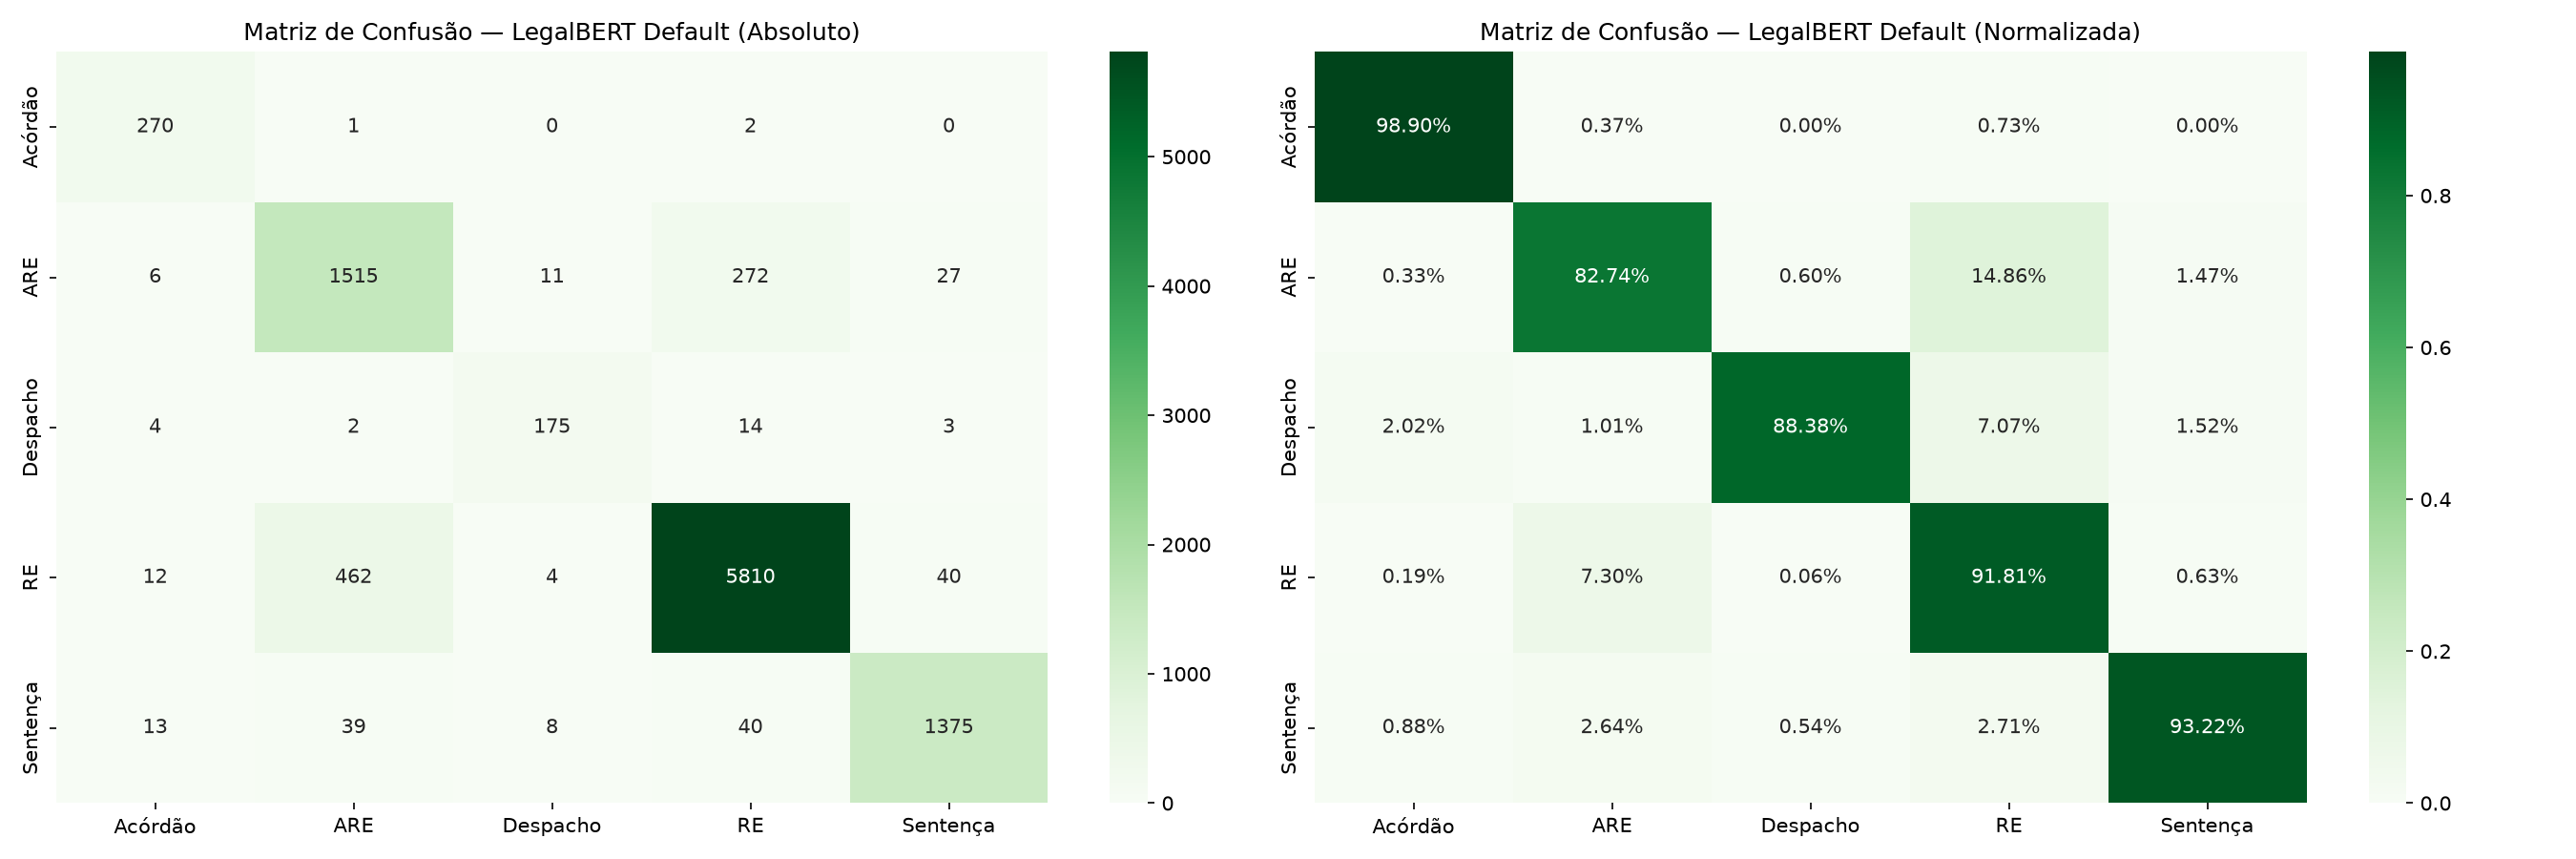 Matriz de Confusão — LegalBERT Default (Absoluto)
Acórdão 270 1 0 2 0
ARE 6 1515 11 272 27
Despacho 4 2 175 14 3
RE 12 462 4 5810 40
Sentença 13 39 8 40 1375
Acórdão ARE Despacho RE Sentença
5000
4000
3000
2000
1000
0
Matriz de Confusão — LegalBERT Default (Normalizada)
Acórdão 98.90% 0.37% 0.00% 0.73% 0.00%
ARE 0.33% 82.74% 0.60% 14.86% 1.47%
Despacho 2.02% 1.01% 88.38% 7.07% 1.52%
RE 0.19% 7.30% 0.06% 91.81% 0.63%
Sentença 0.88% 2.64% 0.54% 2.71% 93.22%
Acórdão ARE Despacho RE Sentença
0.8
0.6
0.4
0.2
0.0